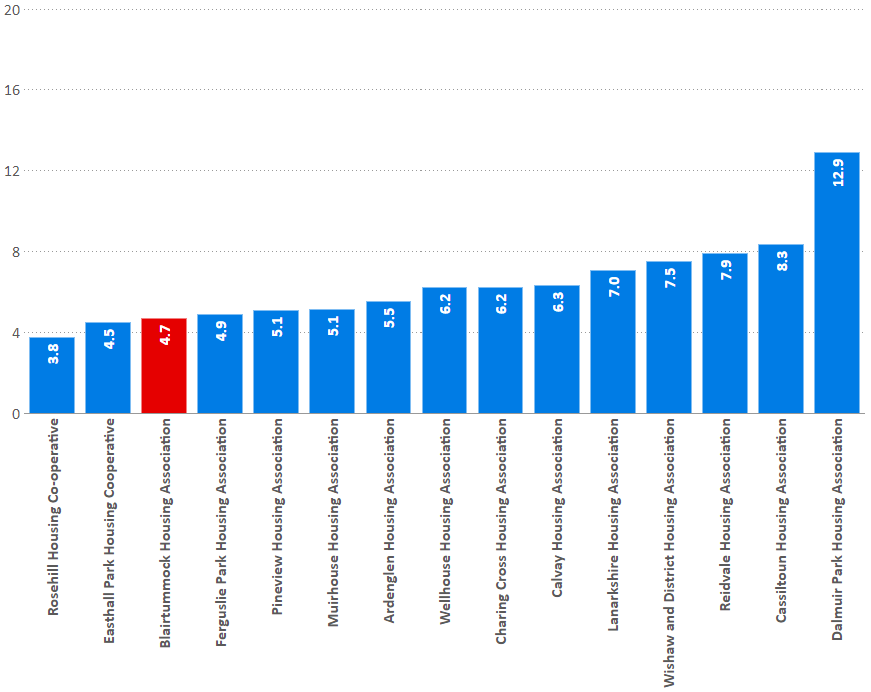 20
16
12
8
4
0
3.8
4.5
4.7
4.9
5.1
5.1
5.5
6.2
6.2
6.3
7.0
7.5
7.9
8.3
12.9
Rosehill Housing Co-operative
Easthall Park Housing Cooperative
Blairtummock Housing Association
Ferguslie Park Housing Association
Pineview Housing Association
Muirhouse Housing Association
Ardenglen Housing Association
Wellhouse Housing Association
Charing Cross Housing Association
Calvay Housing Association
Lanarkshire Housing Association
Wishaw and District Housing Association
Reidvale Housing Association
Cassiltoun Housing Association
Dalmuir Park Housing Association